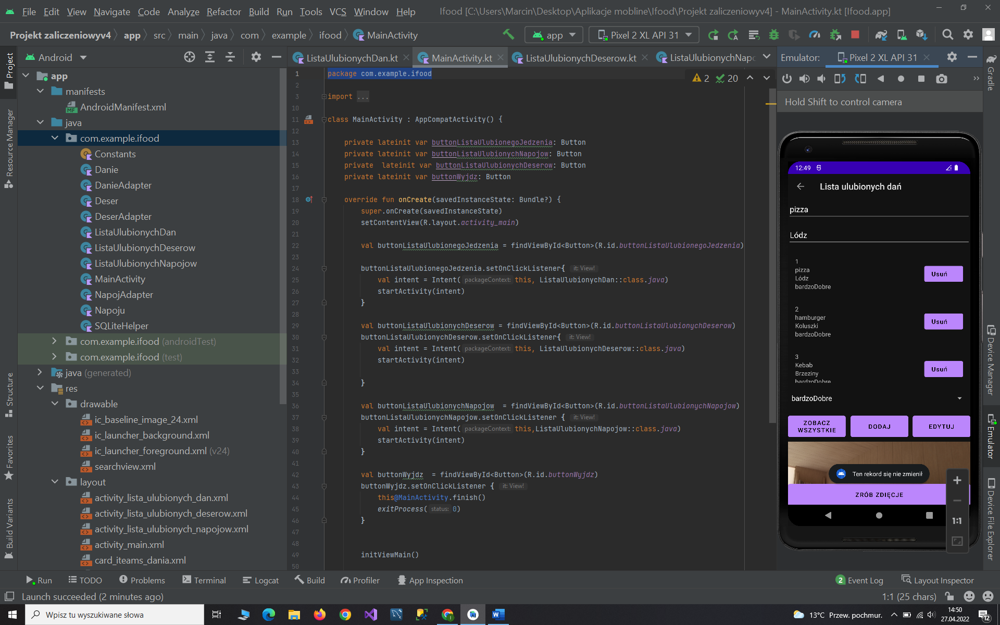 File Edit View Navigate Code Analyze Refactor Build Run Tools VCS Window Help Ifood [C:\Users\Marcin\Desktop\Aplikacje mobline\Ifood\Projekt zaliczeniowyv4] - MainActivity.kt [Ifood.app]
Projekt zaliczeniowyv4 app src main java com example ifood MainActivity app Pixel 2 XL API 31
Android ListaUlubionychDan.kt MainActivity.kt ListaUlubionychDeserow.kt ListaUlubionychNapo Emulator: Pixel 2 XL API 31
Project
Resource Manager
Structure
Favorites
Build Variants
app
manifests
AndroidManifest.xml
java
com.example.ifood
Constants
Danie
DanieAdapter
Deser
DeserAdapter
ListaUlubionychDan
ListaUlubionychDeserow
ListaUlubionychNapojow
MainActivity
NapojAdapter
Napoju
SQLiteHelper
com.example.ifood (androidTest)
com.example.ifood (test)
java (generated)
res
drawable
ic_baseline_image_24.xml
ic_launcher_background.xml
ic_launcher_foreground.xml (v24)
searchview.xml
layout
activity_lista_ulubionych_dan.xml
activity_lista_ulubionych_deserow.xml
activity_lista_ulubionych_napojow.xml
activity_main.xml
card_iteams_dania.xml
2 20
1 package com.example.ifood
2
3 import ...
10
11 class MainActivity : AppCompatActivity() {
12
13 private lateinit var buttonListaUlubionegoJedzenia: Button
14 private lateinit var buttonListaUlubionychNapojow: Button
15 private  lateinit var buttonListaUlubionychDeserow: Button
16 private lateinit var buttonWyjdz: Button
17
18 override fun onCreate(savedInstanceState: Bundle?) {
19 super.onCreate(savedInstanceState)
20 setContentView(R.layout.activity_main)
21
22 val buttonListaUlubionegoJedzenia = findViewById<Button>(R.id.buttonListaUlubionegoJedzenia)
23
24 buttonListaUlubionegoJedzenia.setOnClickListener{ it: View!
25 val intent = Intent( packageContext: this, ListaUlubionychDan::class.java)
26 startActivity(intent)
27 }
28
29 val buttonListaUlubionychDeserow = findViewById<Button>(R.id.buttonListaUlubionychDeserow)
30 buttonListaUlubionychDeserow.setOnClickListener{ it: View!
31 val intent = Intent( packageContext: this, ListaUlubionychDeserow::class.java)
32 startActivity(intent)
33
34 }
35
36 val buttonListaUlubionychNapojow  = findViewById<Button>(R.id.buttonListaUlubionychNapojow)
37 buttonListaUlubionychNapojow.setOnClickListener { it: View!
38 val intent = Intent( packageContext: this,ListaUlubionychNapojow::class.java)
39 startActivity(intent)
40 }
41
42 val buttonWyjdz  = findViewById<Button>(R.id.buttonWyjdz)
43 buttonWyjdz.setOnClickListener { it: View!
44 this@MainActivity.finish()
45 exitProcess( status: 0)
46 }
47
48
49 initViewMain()
50
Hold Shift to control camera
12:49
Lista ulubionych dań
pizza
Lódz
1
pizza
Lódz
bardzoDobre
Usuń
2
hamburger
Koluszki
bardzoDobre
Usuń
3
Kebab
Brzeziny
bardzoDobre
Usuń
bardzoDobre
ZOBACZ
WSZYSTKIE
DODAJ
EDYTUJ
Ten rekord się nie zmienił
ZRÓB ZDIĘCJE
1:1
Gradle
Device Manager
Emulator
Device File Explorer
Run TODO Problems Terminal Logcat Build Profiler App Inspection 2 Event Log Layout Inspector
Launch succeeded (2 minutes ago) 1:1 (25 chars)
Wpisz tu wyszukiwane słowa 13°C Przew. pochmur. 14:50
27.04.2022
12